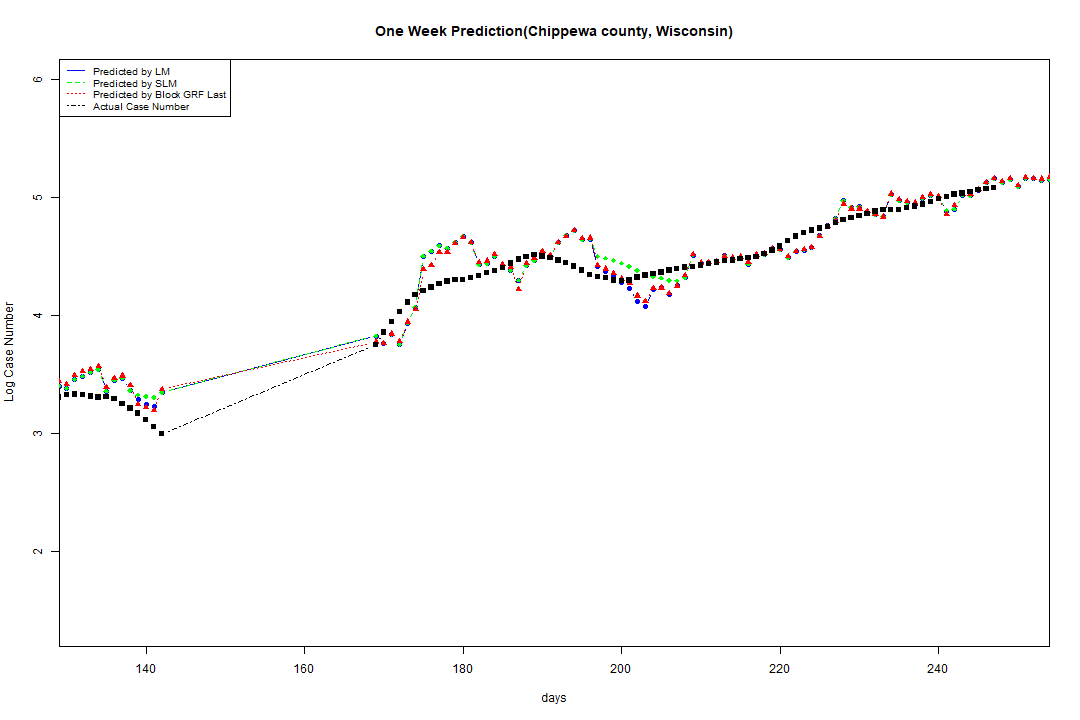 One Week Prediction(Chippewa county, Wisconsin)
Predicted by LM
Predicted by SLM
Predicted by Block GRF Last
Actual Case Number
6
5
4
3
2
Log Case Number
140 160 180 200 220 240
days